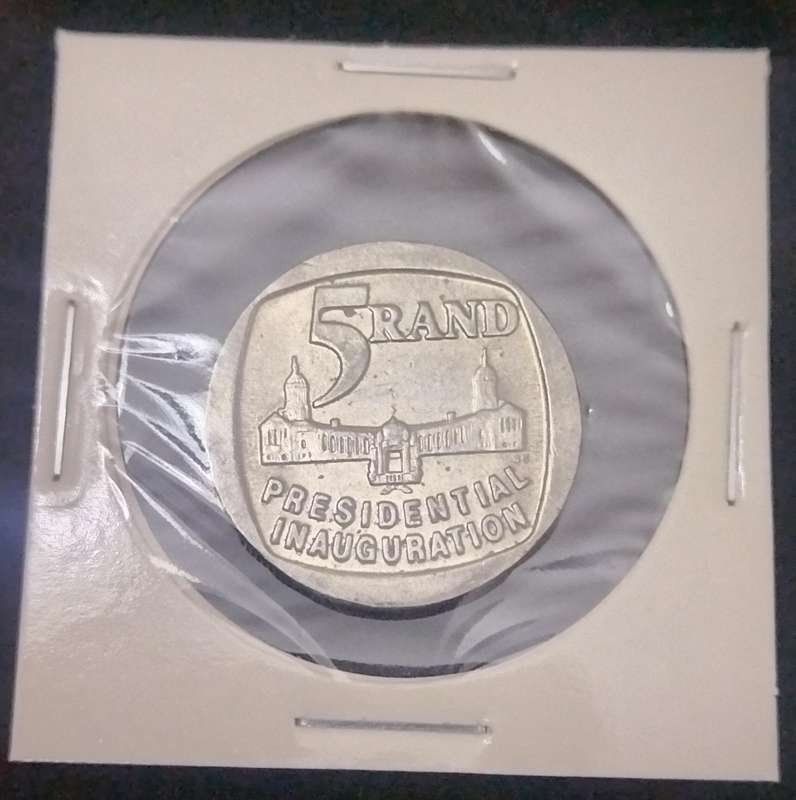 5 RAND
PRESIDENTIAL
INAUGURATION